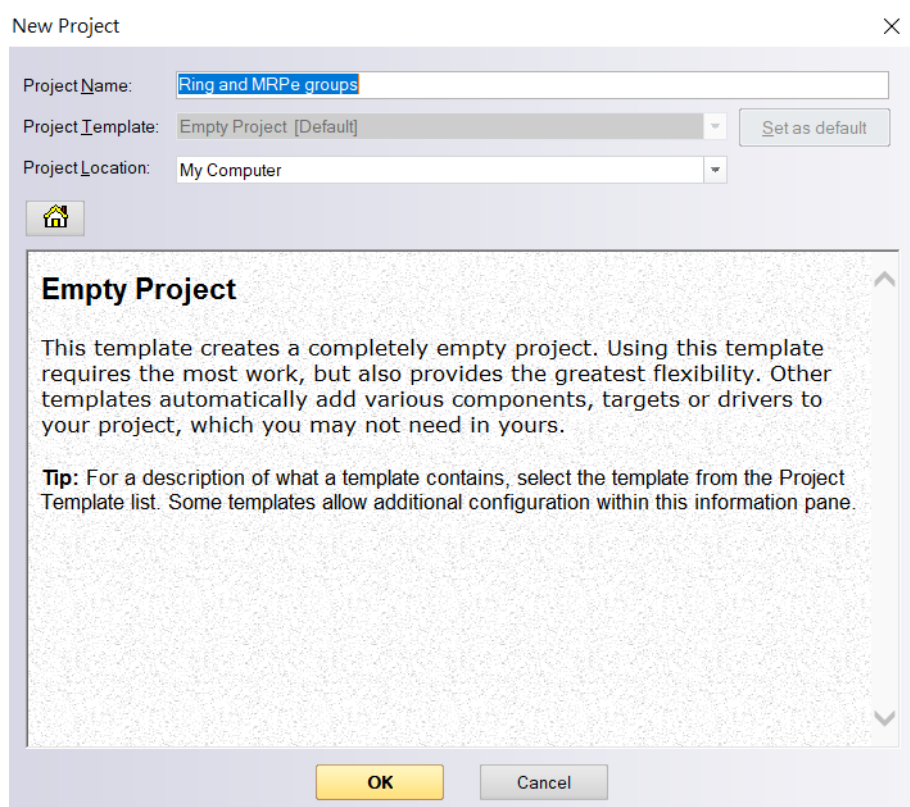 New Project
Project Name: Ring and MRPe groups
Project Template: Empty Project [Default] Set as default
Project Location: My Computer
Empty Project
This template creates a completely empty project. Using this template
requires the most work, but also provides the greatest flexibility. Other
templates automatically add various components, targets or drivers to
your project, which you may not need in yours.
Tip: For a description of what a template contains, select the template from the Project
Template list. Some templates allow additional configuration within this information pane.
OK Cancel